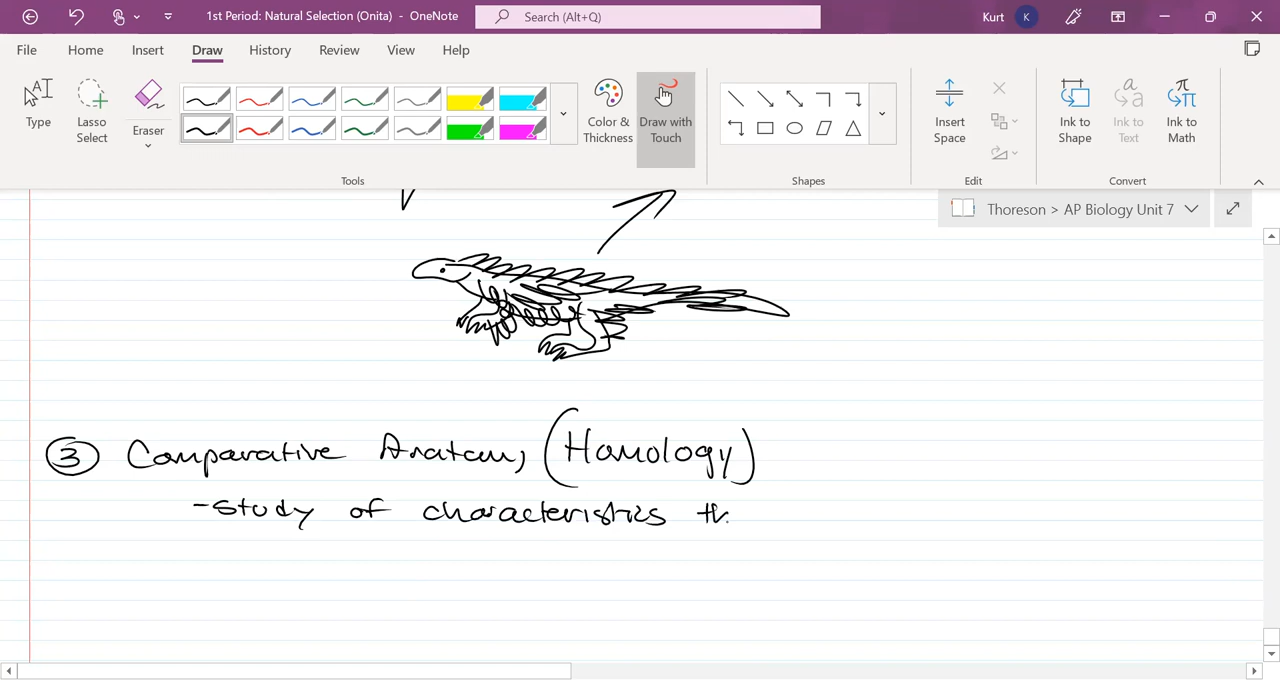 1st Period: Natural Selection (Onita) - OneNote
Search (Alt+Q)
Kurt K
File Home Insert Draw History Review View Help
Type
Lasso Select
Eraser
Color & Thickness
Draw with Touch
Insert Space
Ink to Shape
Ink to Text
Ink to Math
Tools Shapes Edit Convert
Thoreson > AP Biology Unit 7
3 Comparative Anatomy (Homology)
- Study of characteristics th